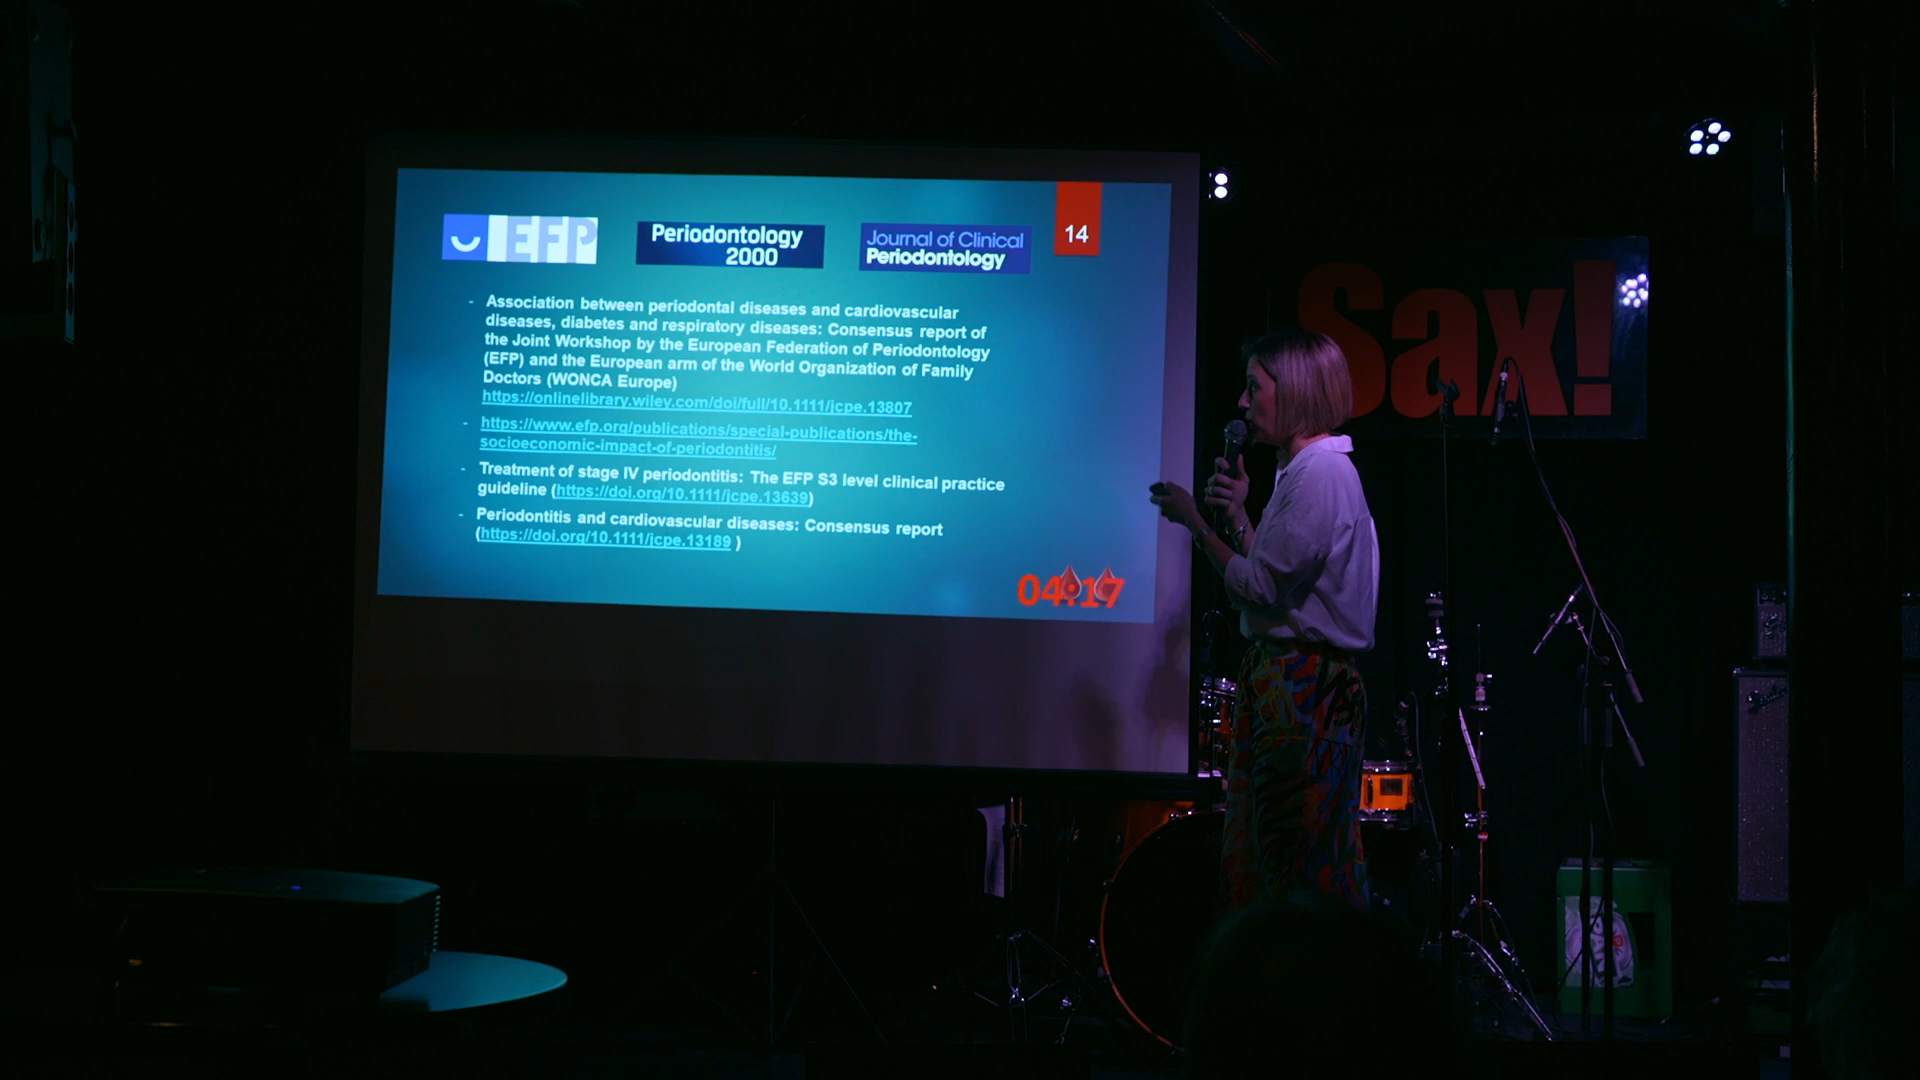 EFP
Periodontology
2000
Journal of Clinical
Periodontology
14
- Association between periodontal diseases and cardiovascular
diseases, diabetes and respiratory diseases: Consensus report of
the Joint Workshop by the European Federation of Periodontology
(EFP) and the European arm of the World Organization of Family
Doctors (WONCA Europe)
https://onlinelibrary.wiley.com/doi/full/10.1111/jcpe.13807
- https://www.efp.org/publications/special-publications/the-
socioeconomic-impact-of-periodontitis/
- Treatment of stage IV periodontitis: The EFP S3 level clinical practice
guideline (https://doi.org/10.1111/jcpe.13639)
- Periodontitis and cardiovascular diseases: Consensus report
(https://doi.org/10.1111/jcpe.13189 )
04:17
Sax!